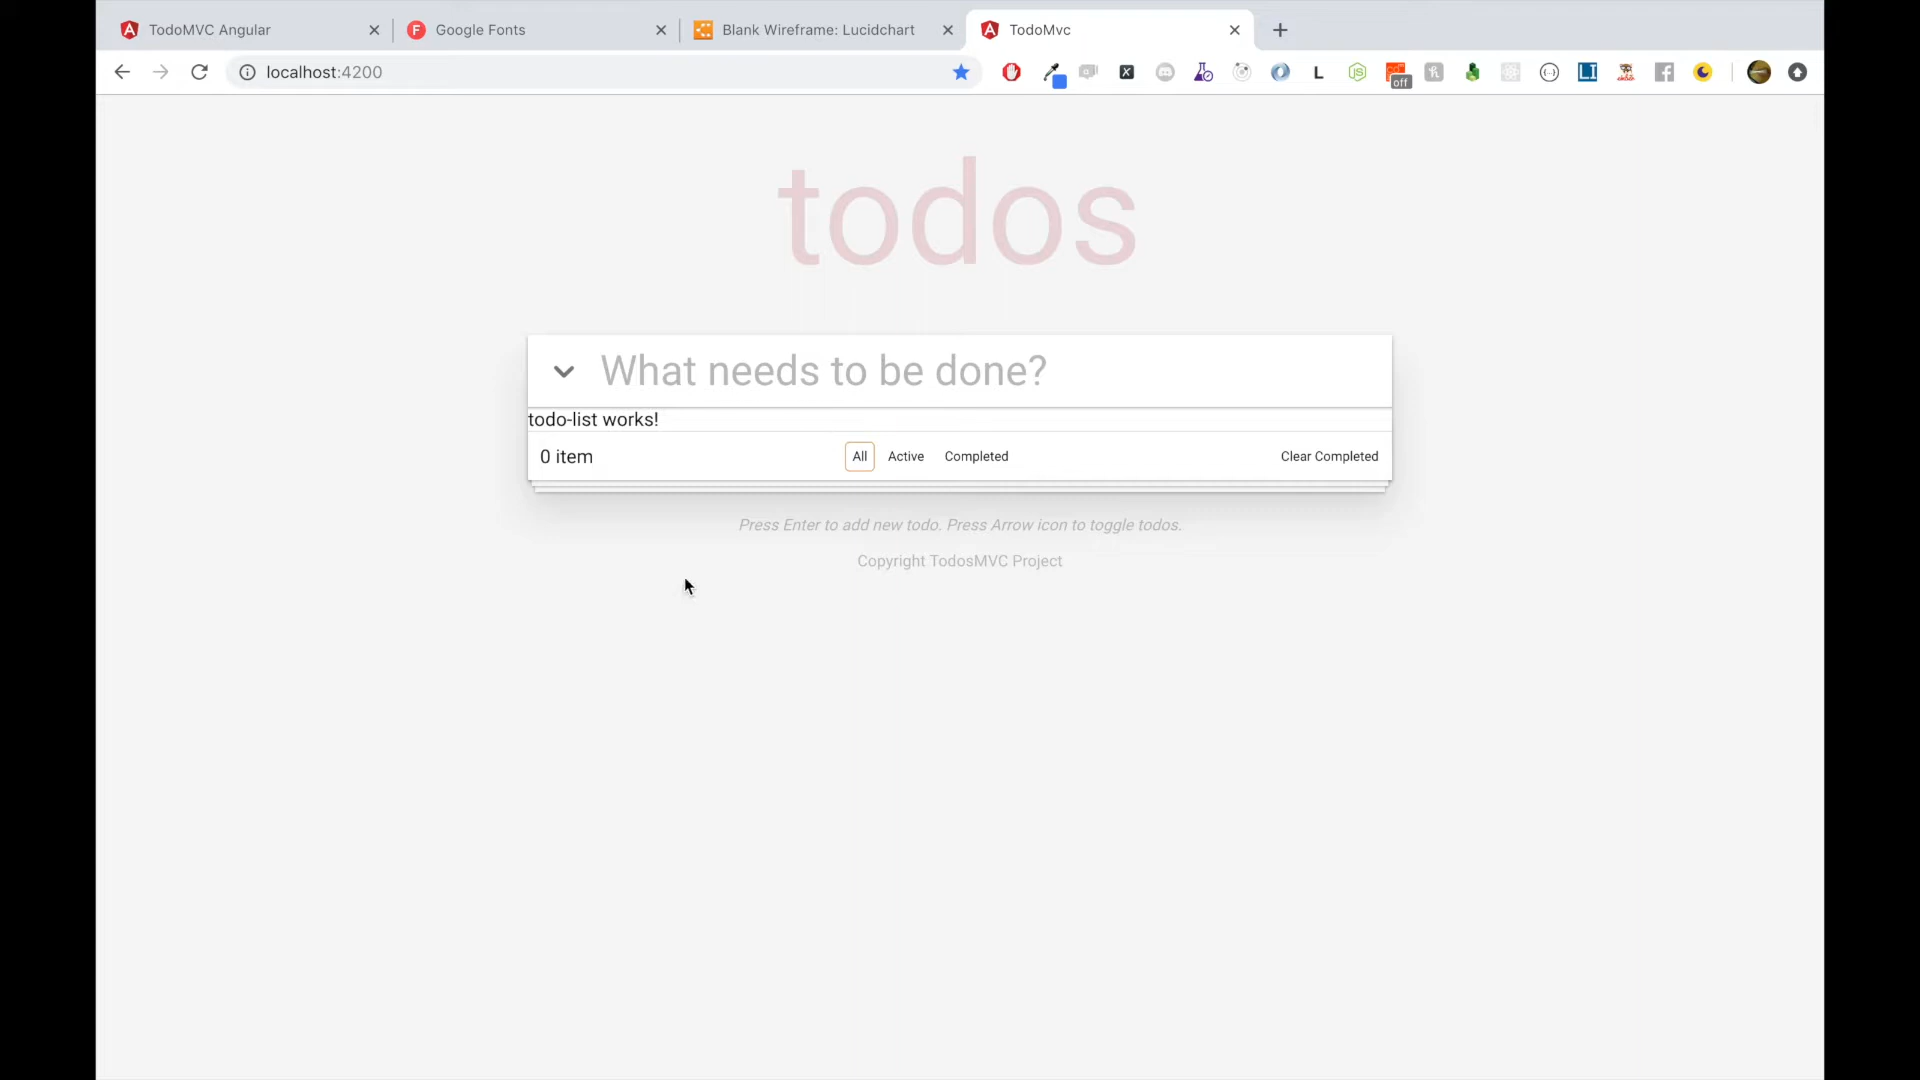 TodoMVC Angular
Google Fonts
Blank Wireframe: Lucidchart
TodoMvc
localhost:4200
off
todos
What needs to be done?
todo-list works!
0 item
All
Active
Completed
Clear Completed
Press Enter to add new todo. Press Arrow icon to toggle todos.
Copyright TodosMVC Project